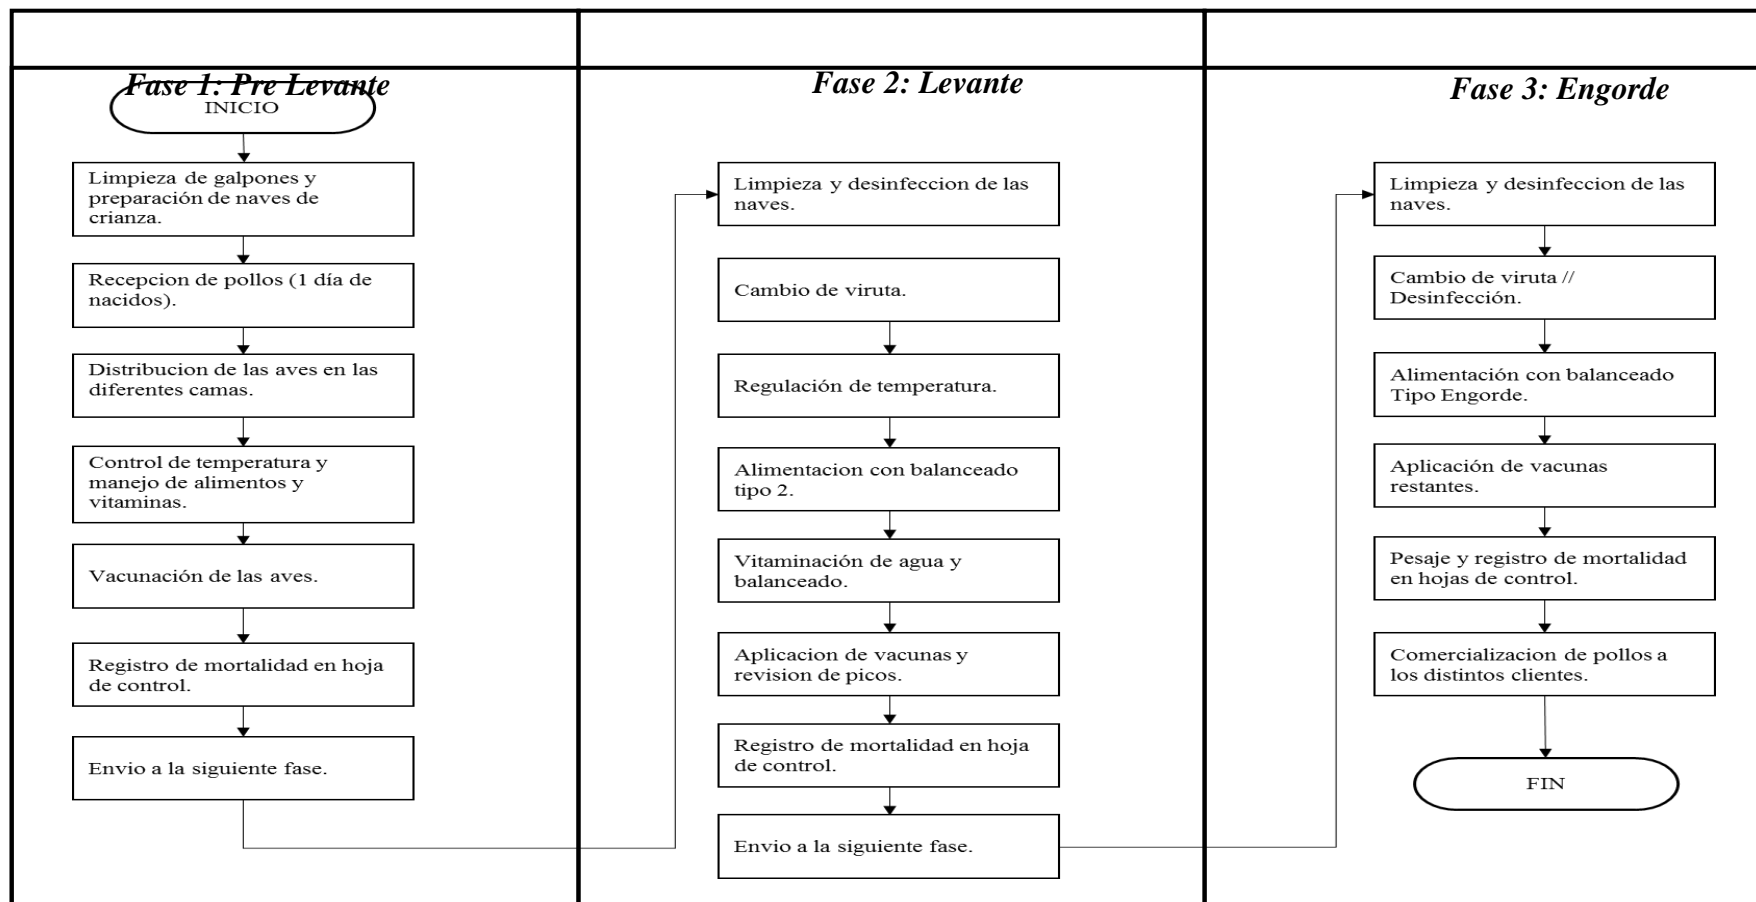 Fase 1: Pre Levante
INICIO
Limpieza de galpones y
preparación de naves de
crianza.
Recepcion de pollos (1 día de
nacidos).
Distribucion de las aves en las
diferentes camas.
Control de temperatura y
manejo de alimentos y
vitaminas.
Vacunación de las aves.
Registro de mortalidad en hoja
de control.
Envio a la siguiente fase.
Fase 2: Levante
Limpieza y desinfeccion de las
naves.
Cambio de viruta.
Regulación de temperatura.
Alimentacion con balanceado
tipo 2.
Vitaminación de agua y
balanceado.
Aplicacion de vacunas y
revision de picos.
Registro de mortalidad en hoja
de control.
Envio a la siguiente fase.
Fase 3: Engorde
Limpieza y desinfeccion de las
naves.
Cambio de viruta //
Desinfección.
Alimentación con balanceado
Tipo Engorde.
Aplicación de vacunas
restantes.
Pesaje y registro de mortalidad
en hojas de control.
Comercializacion de pollos a
los distintos clientes.
FIN